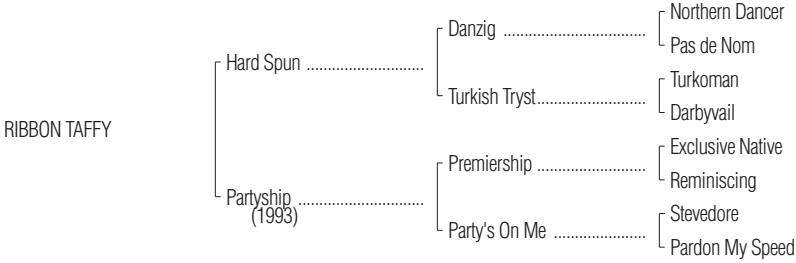 Northern Dancer
Danzig ................................
Pas de Nom
Hard Spun ..........................
Turkoman
Turkish Tryst........................
Darbyvail
RIBBON TAFFY
Exclusive Native
Premiership ........................
Reminiscing
Partyship ............................
(1993)
Stevedore
Party's On Me .....................
Pardon My Speed